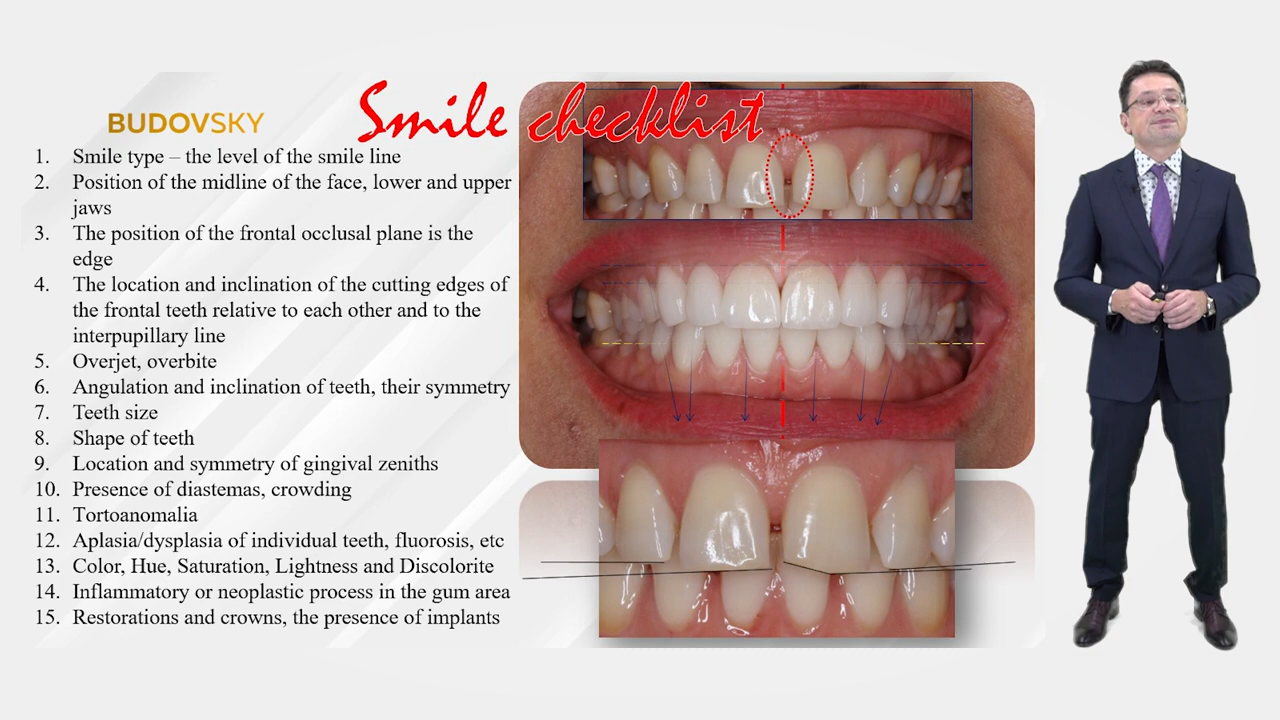 Smile checklist
BUDOVSKY
1. Smile type – the level of the smile line
2. Position of the midline of the face, lower and upper
jaws
3. The position of the frontal occlusal plane is the
edge
4. The location and inclination of the cutting edges of
the frontal teeth relative to each other and to the
interpupillary line
5. Overjet, overbite
6. Angulation and inclination of teeth, their symmetry
7. Teeth size
8. Shape of teeth
9. Location and symmetry of gingival zeniths
10. Presence of diastemas, crowding
11. Tortoanomalia
12. Aplasia/dysplasia of individual teeth, fluorosis, etc
13. Color, Hue, Saturation, Lightness and Discolorite
14. Inflammatory or neoplastic process in the gum area
15. Restorations and crowns, the presence of implants